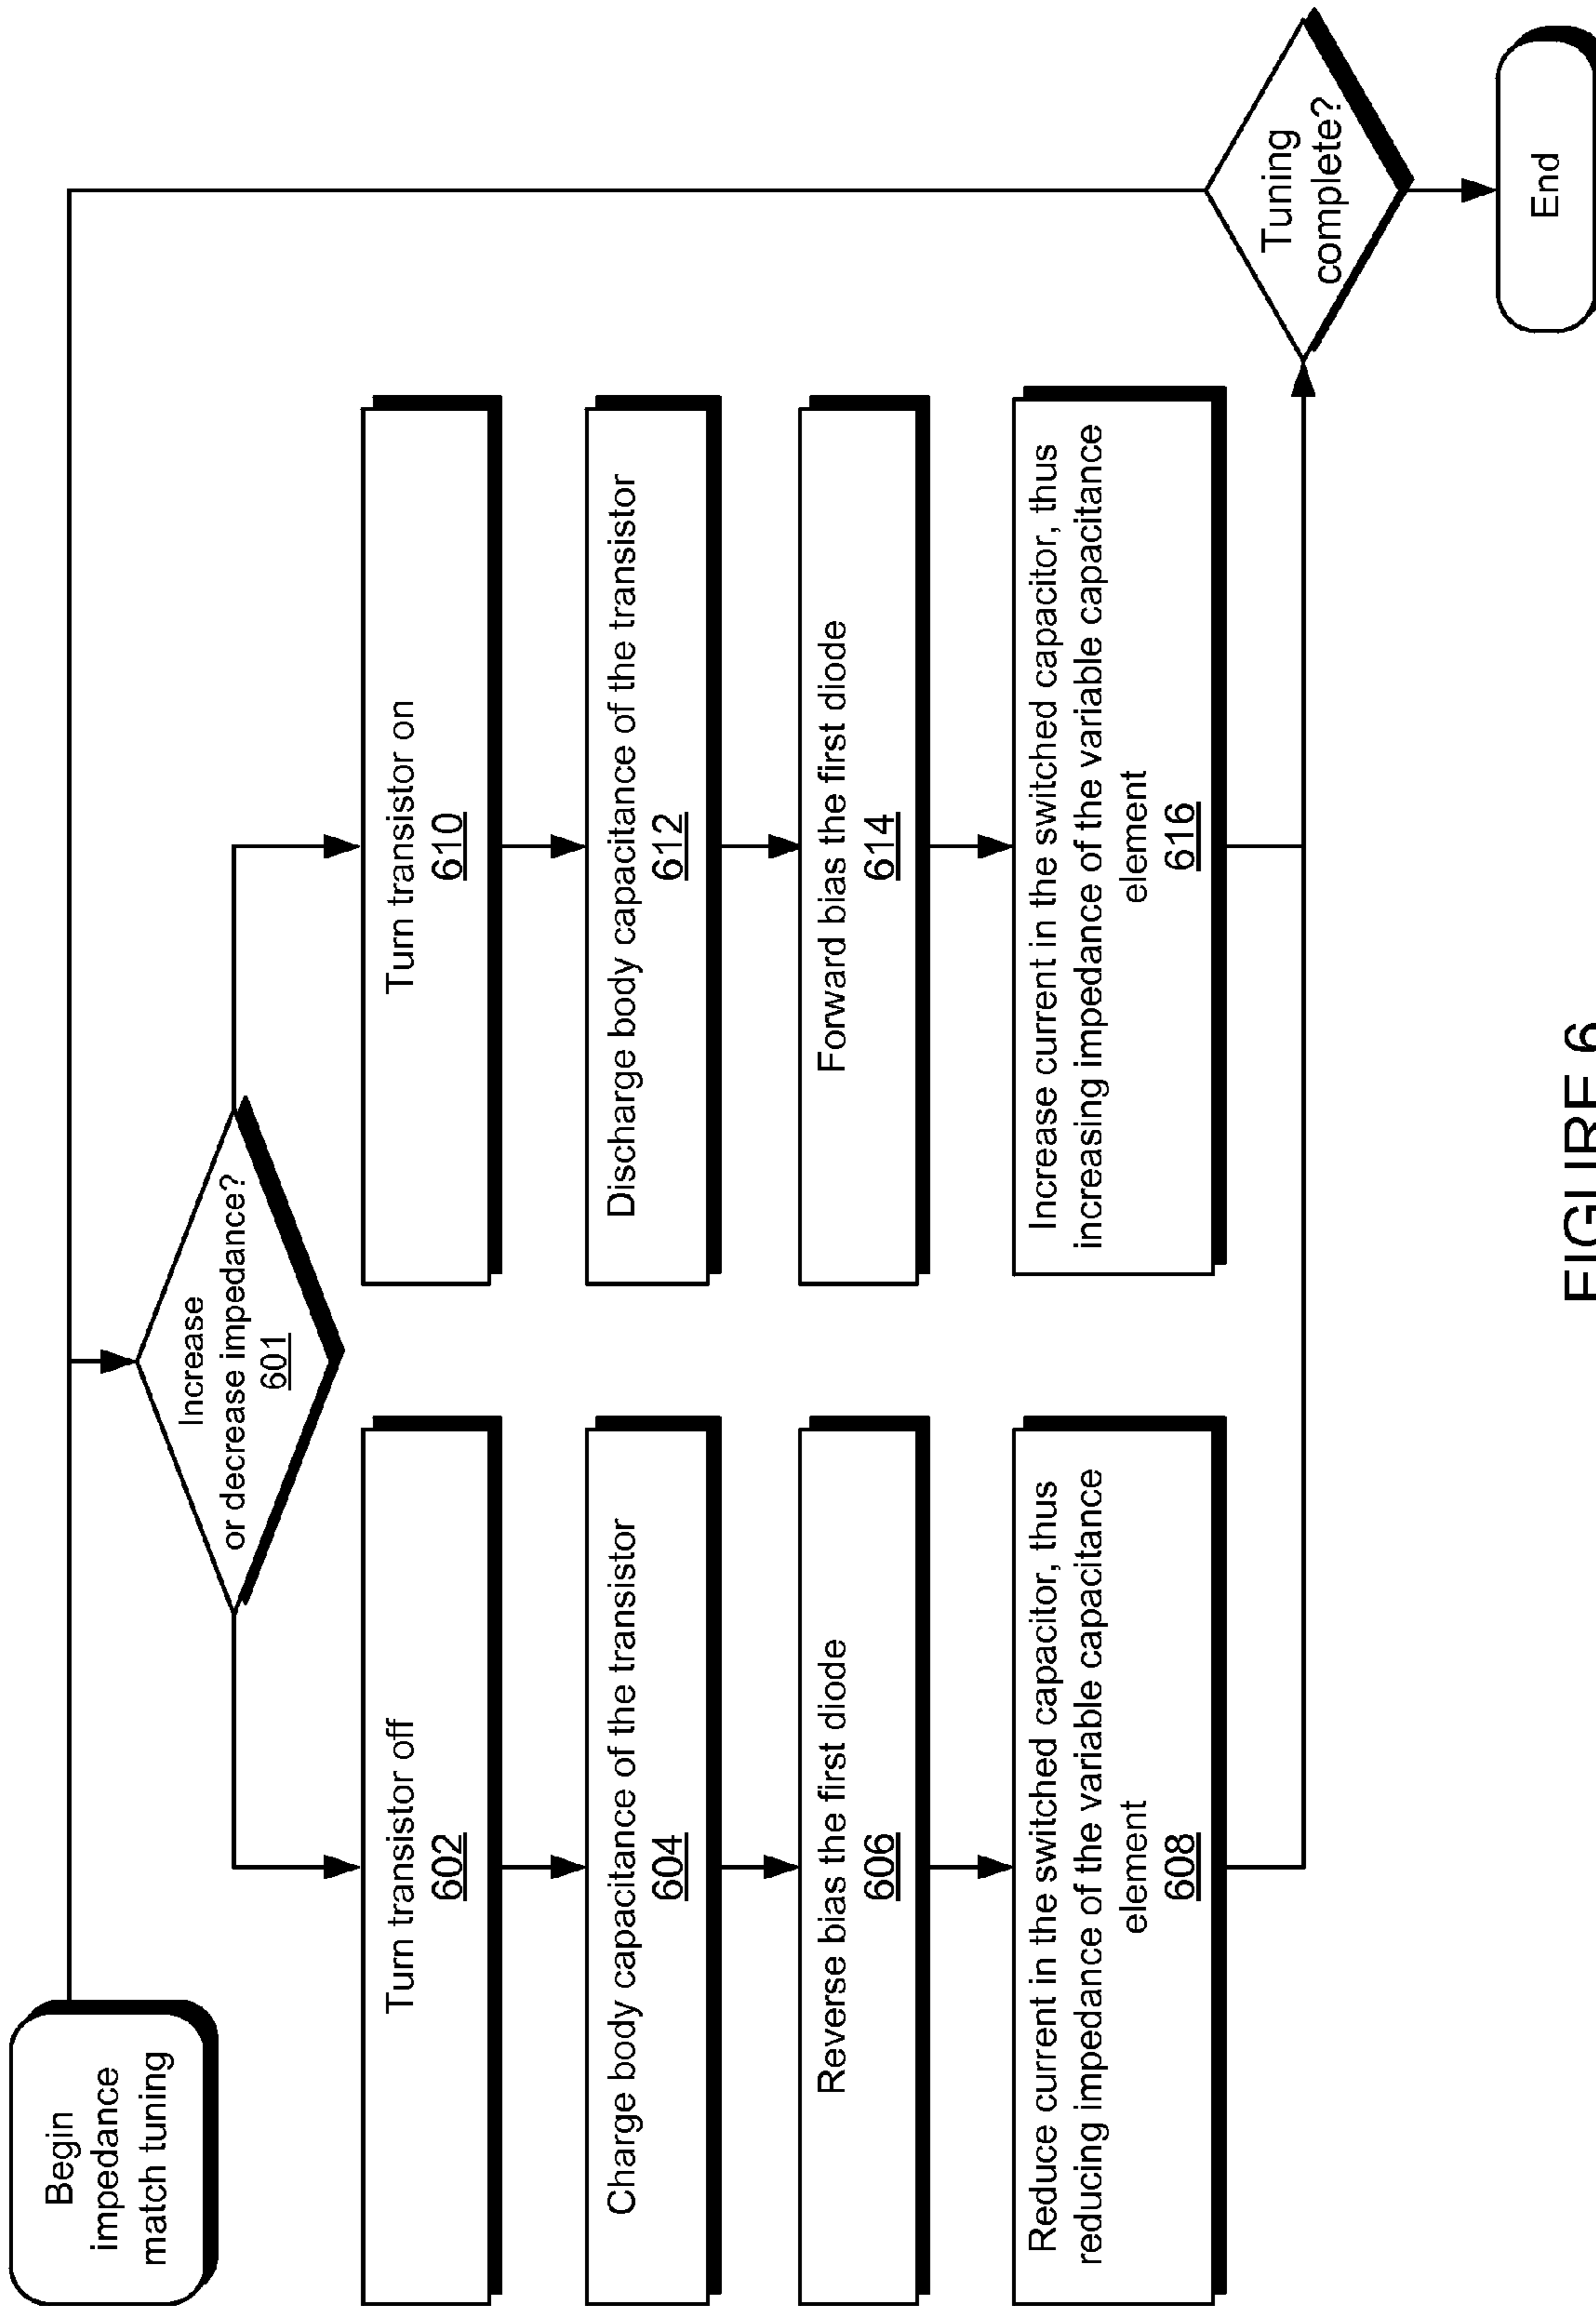 Begin
impedance
match tuning
Increase
or decrease impedance?
601
Turn transistor off
602
Charge body capacitance of the transistor
604
Reverse bias the first diode
606
Reduce current in the switched capacitor, thus
reducing impedance of the variable capacitance
element
608
Turn transistor on
610
Discharge body capacitance of the transistor
612
Forward bias the first diode
614
Increase current in the switched capacitor, thus
increasing impedance of the variable capacitance
element
616
Tuning
complete?
End
FIGURE 6